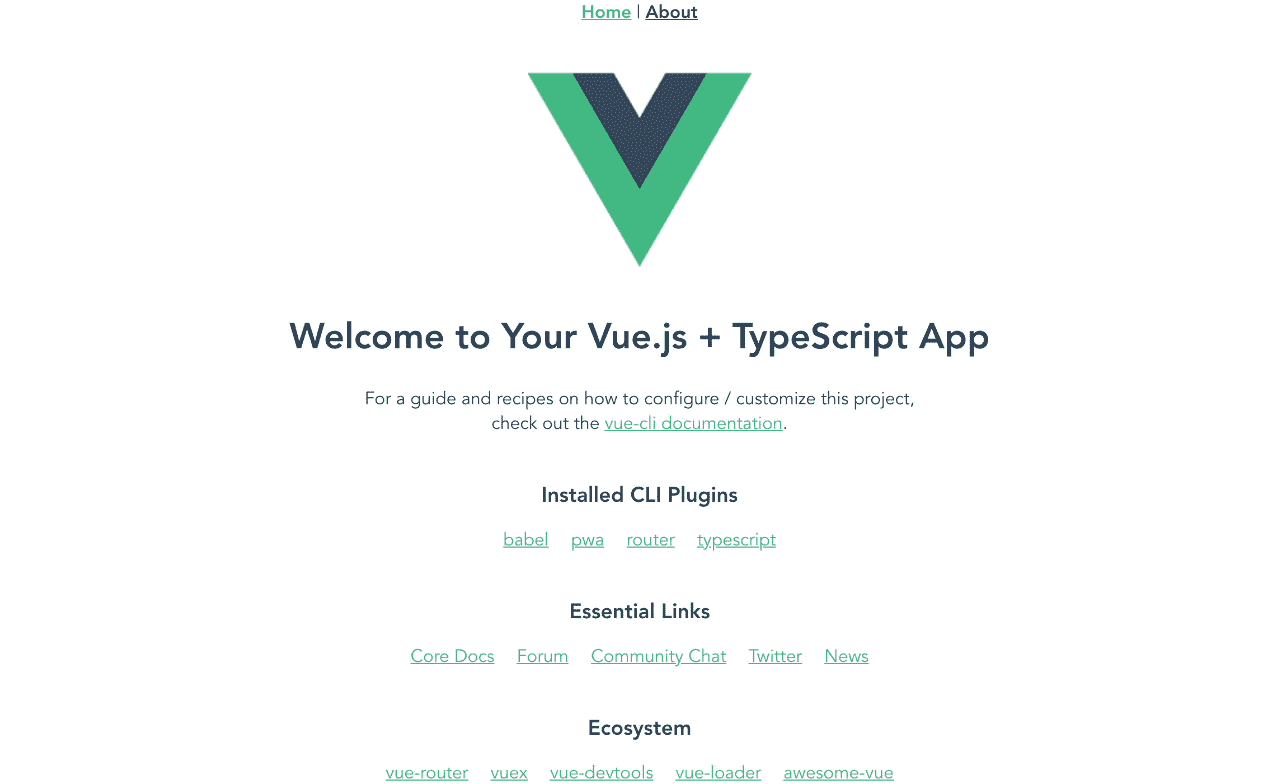 Home | About
Welcome to Your Vue.js + TypeScript App
For a guide and recipes on how to configure / customize this project,
check out the vue-cli documentation.
Installed CLI Plugins
babel pwa router typescript
Essential Links
Core Docs Forum Community Chat Twitter News
Ecosystem
vue-router vuex vue-devtools vue-loader awesome-vue